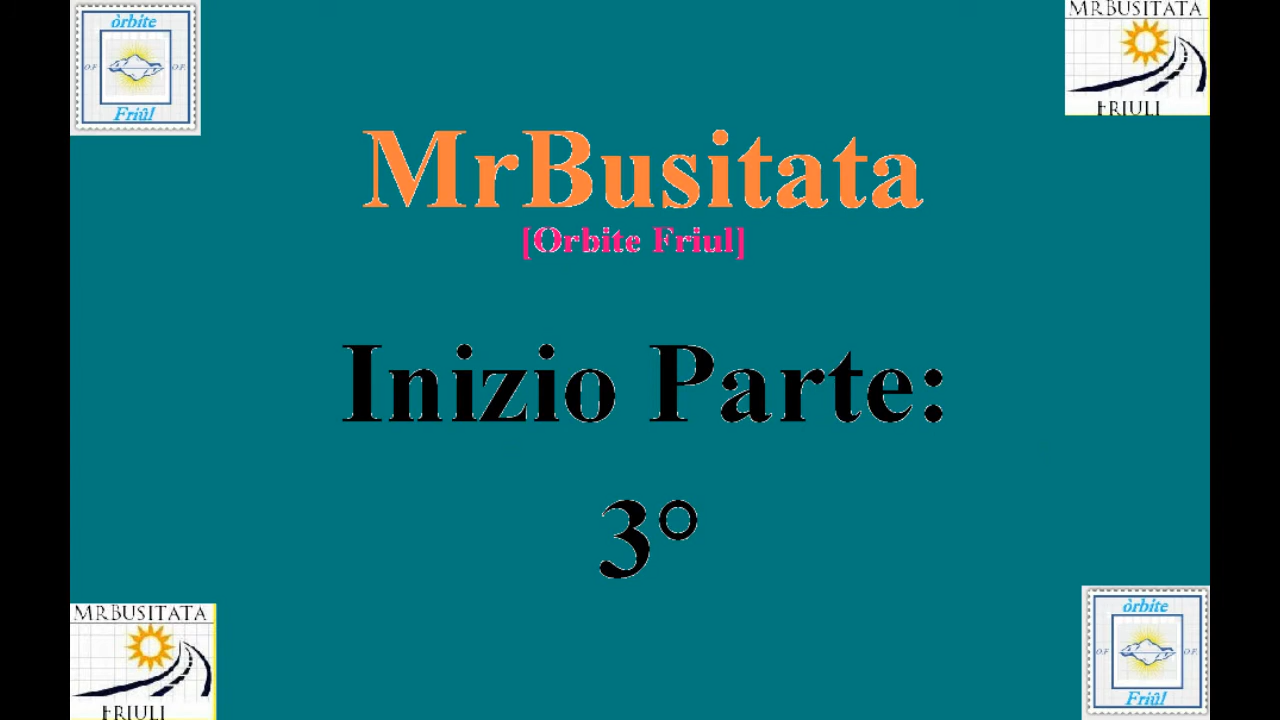 òrbite
O.F O.F.
Friûl
MRBUSITATA
FRIULI
MrBusitata
[Orbite Friul]
Inizio Parte:
3°
MRBUSITATA
FRIULI
òrbite
O.F O.F.
Friûl